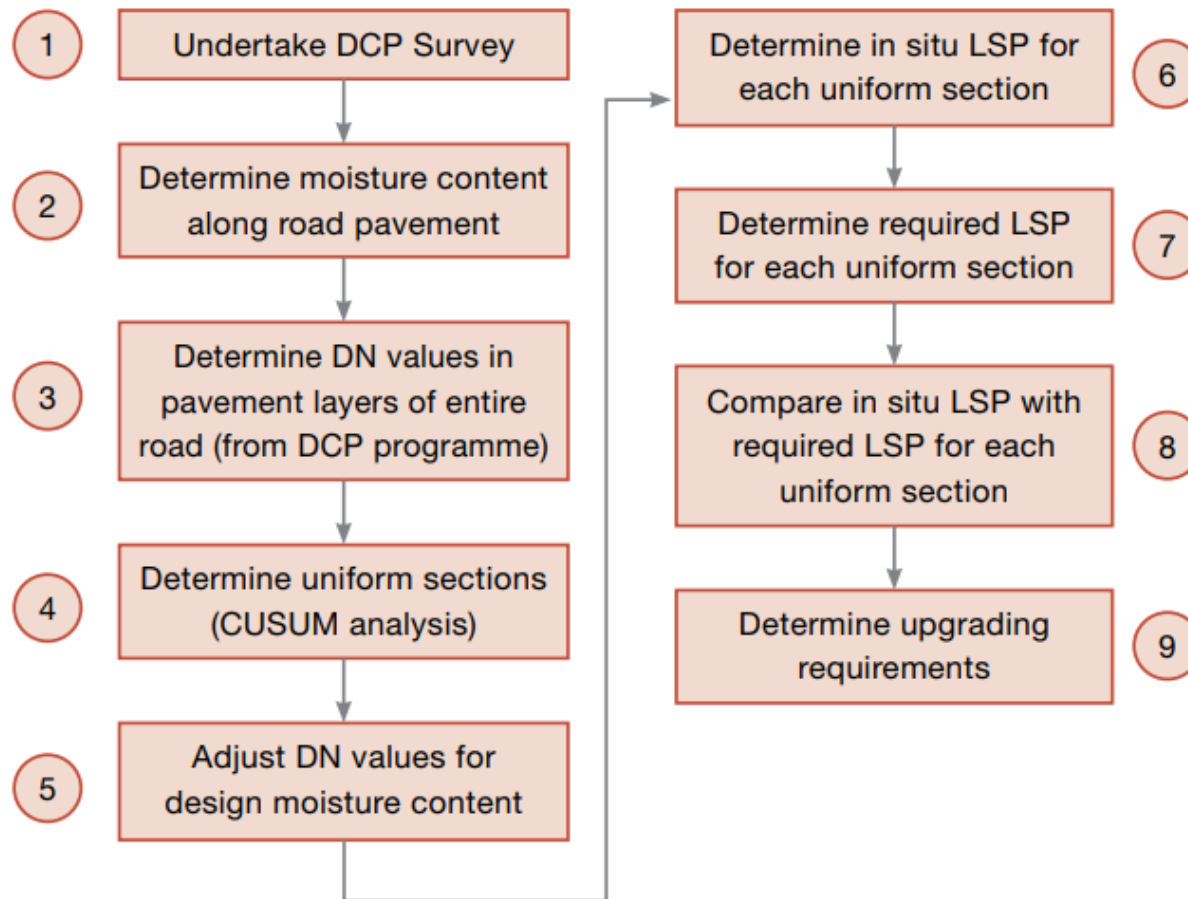 1
Undertake DCP Survey
2
Determine moisture content
along road pavement
3
Determine DN values in
pavement layers of entire
road (from DCP programme)
4
Determine uniform sections
(CUSUM analysis)
5
Adjust DN values for
design moisture content
Determine in situ LSP for
each uniform section
6
Determine required LSP
for each uniform section
7
Compare in situ LSP with
required LSP for each
uniform section
8
Determine upgrading
requirements
9